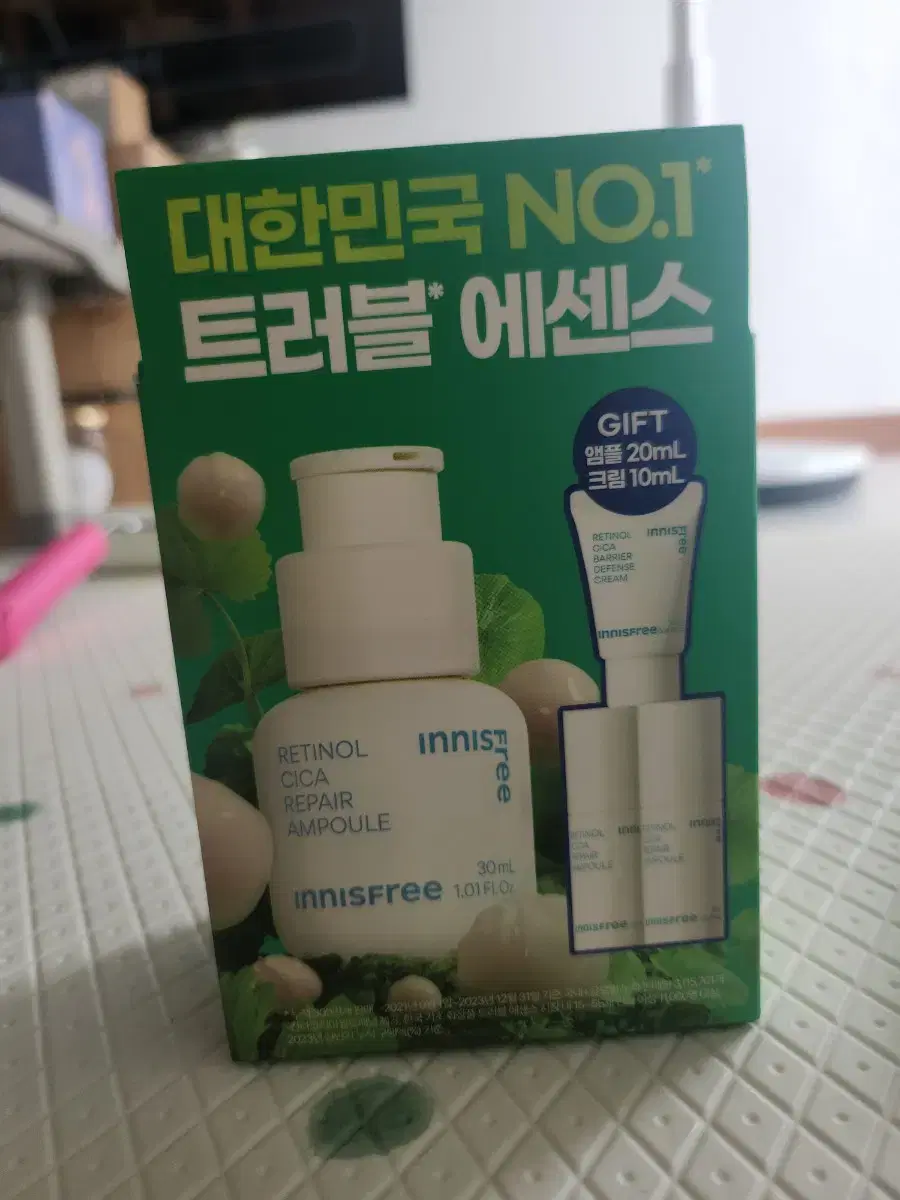 대한민국 NO.1*
트러블* 에센스
GIFT
앰플 20mL
크림 10mL
RETINOL
CICA
BARRIER
DEFENSE
CREAM
INNISFree
INNISFree
RETINOL
CICA
REPAIR
AMPOULE
INNISFree
30mL
1.01 Fl.Oz
INNISFree
RETINOL
CICA
REPAIR
AMPOULE
INNISFree
RETINOL
CICA
REPAIR
AMPOULE
INNISFree
INNISFree